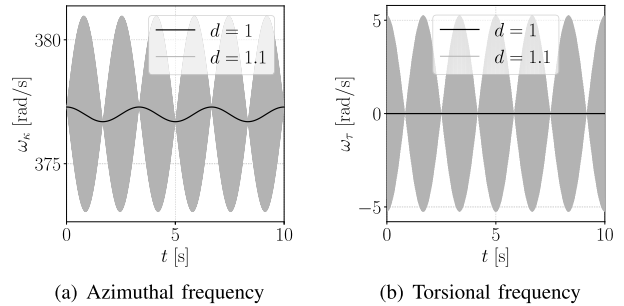 380
375
0
5
10
ω_κ [rad/s]
t [s]
d = 1
d = 1.1
(a) Azimuthal frequency
5
0
−5
0
5
10
ω_τ [rad/s]
t [s]
d = 1
d = 1.1
(b) Torsional frequency